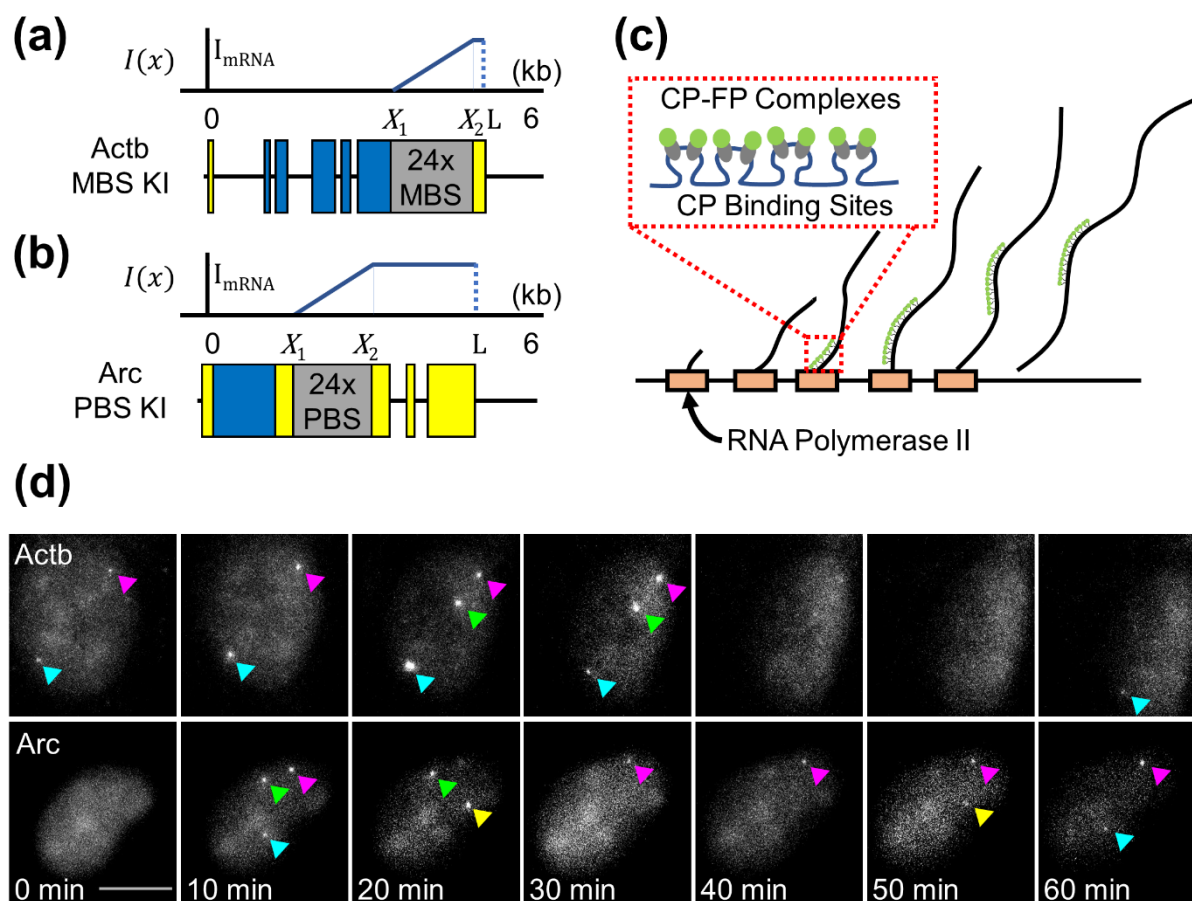 (a)
I(x)
I_mRNA
(kb)
0
X₁
X₂
L
6
Actb
MBS KI
24x
MBS
(b)
I(x)
I_mRNA
(kb)
0
X₁
X₂
L
6
Arc
PBS KI
24x
PBS
(c)
CP-FP Complexes
CP Binding Sites
RNA Polymerase II
(d)
Actb
Arc
0 min
10 min
20 min
30 min
40 min
50 min
60 min